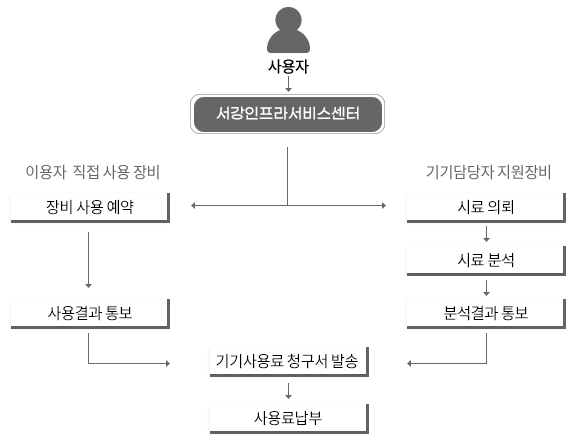 사용자
서강인프라서비스센터
이용자 직접 사용 장비
기기담당자 지원장비
장비 사용 예약
시료 의뢰
시료 분석
사용결과 통보
분석결과 통보
기기사용료 청구서 발송
사용료납부